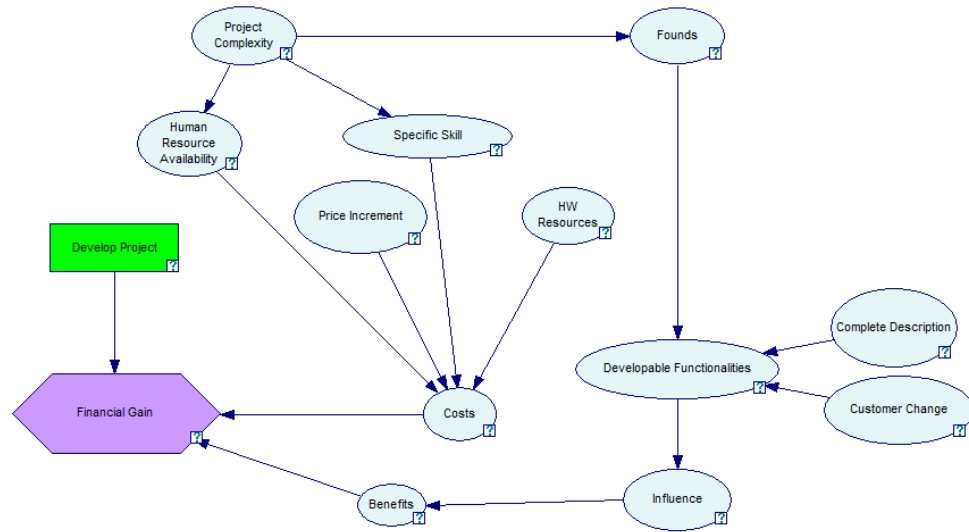 Project
Complexity
?
Founds
?
Human
Resource
Availability
?
Specific Skill
?
Price Increment
?
HW
Resources
?
Develop Project
?
Complete Description
?
Developable Functionalities
?
Customer Change
?
Financial Gain
?
Costs
?
Benefits
?
Influence
?